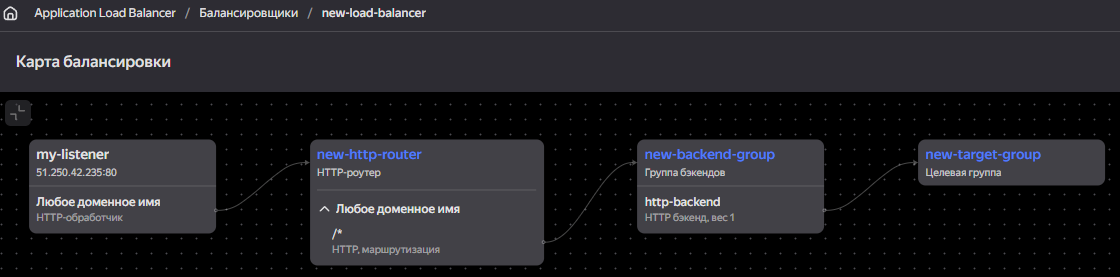 Application Load Balancer / Балансировщики / new-load-balancer
Карта балансировки
my-listener
51.250.42.235:80
Любое доменное имя
HTTP-обработчик
new-http-router
HTTP-роутер
Любое доменное имя
/*
HTTP, маршрутизация
new-backend-group
Группа бэкендов
http-backend
HTTP бэкенд, вес 1
new-target-group
Целевая группа